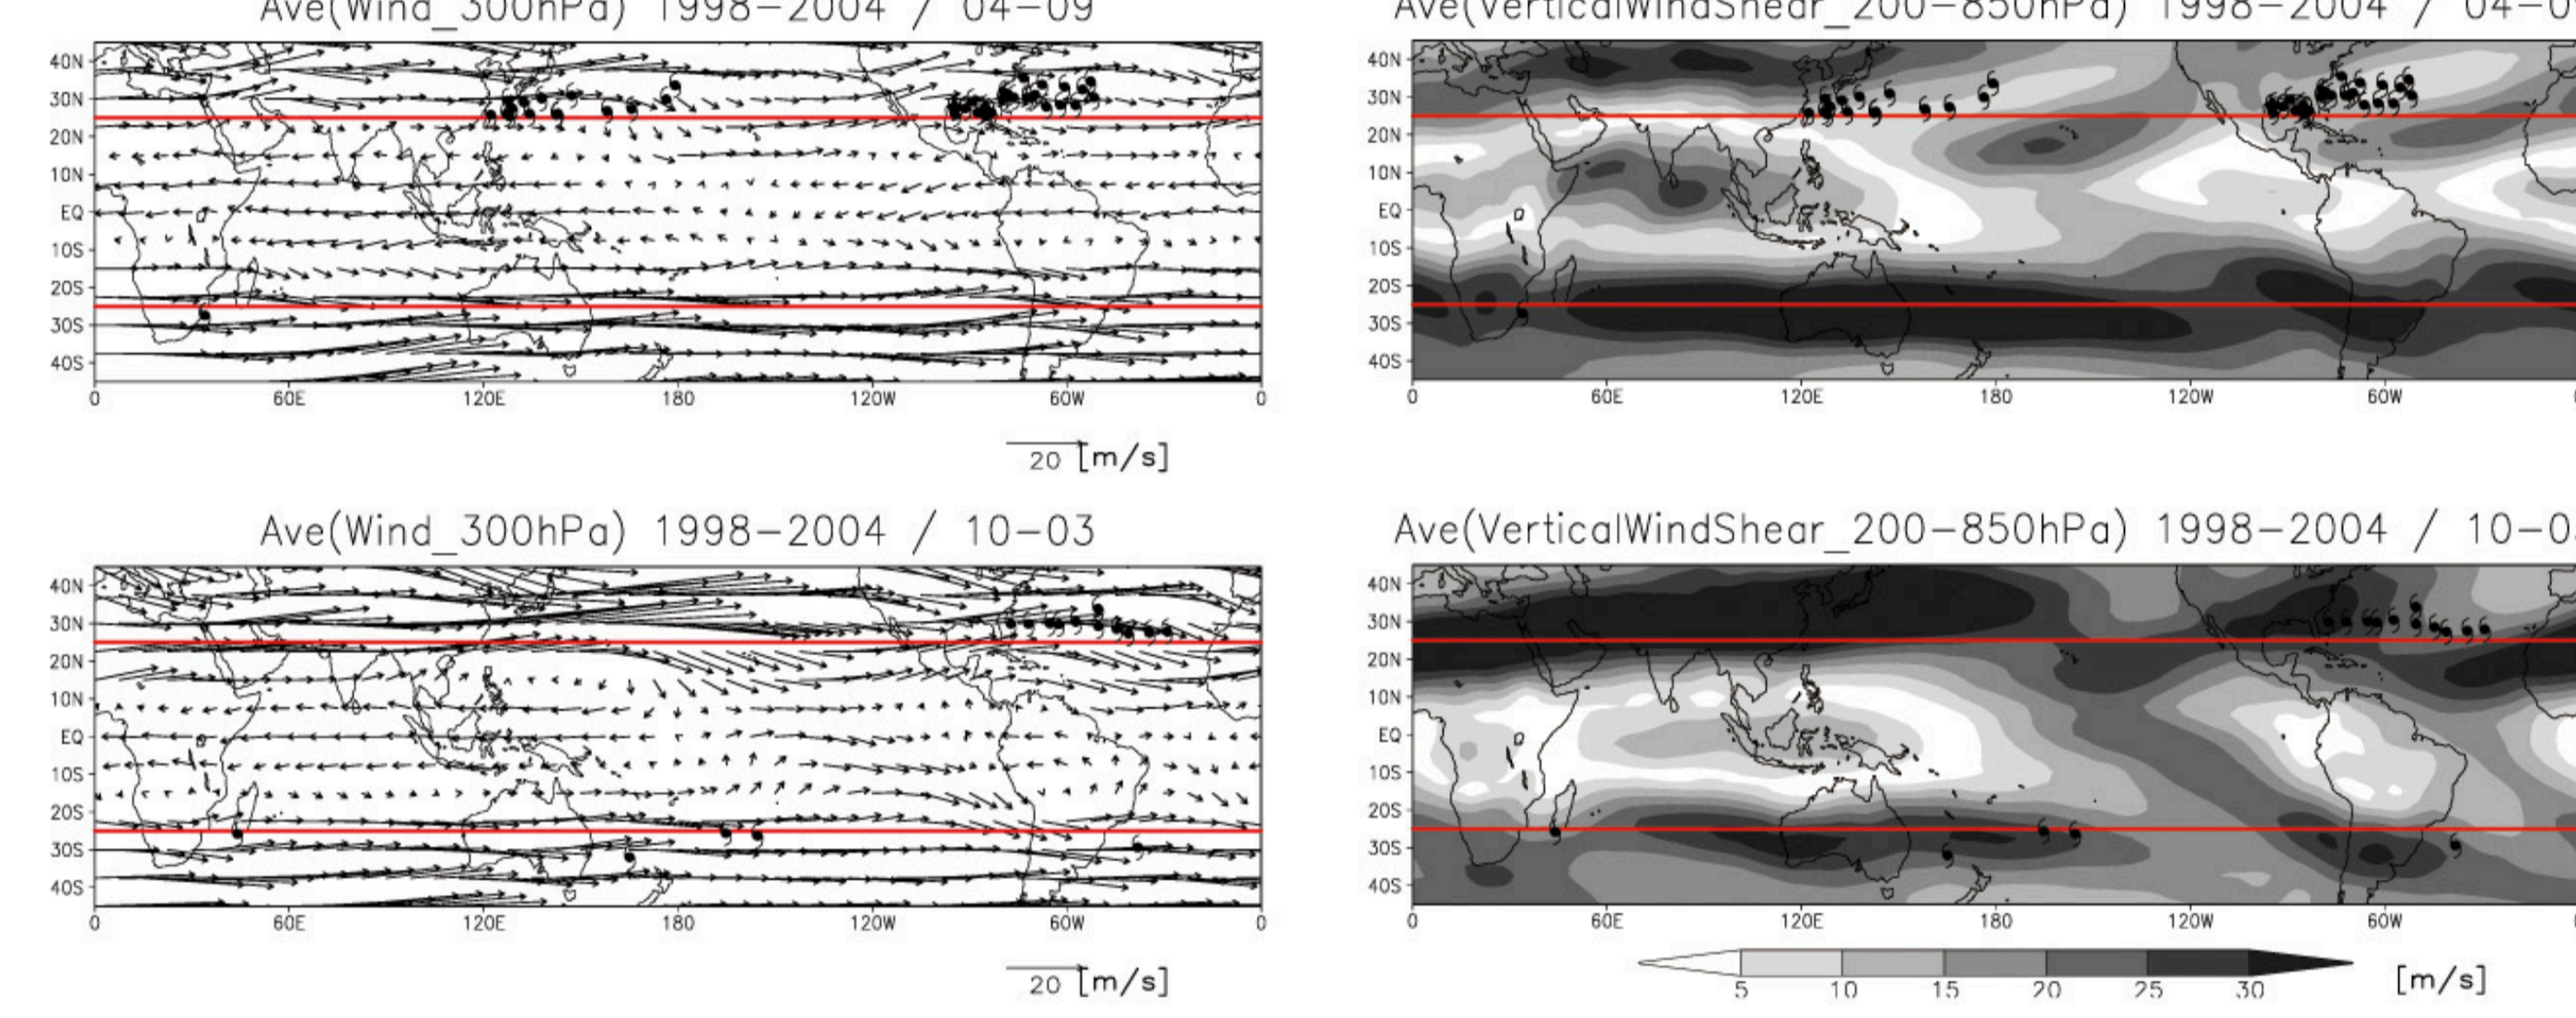 Ave(Wind_300hPa) 1998-2004 / 04-09
40N
30N
20N
10N
EQ
10S
20S
30S
40S
0 60E 120E 180 120W 60W 0
20 [m/s]
Ave(VerticalWindShear_200-850hPa) 1998-2004 / 04-0
40N
30N
20N
10N
EQ
10S
20S
30S
40S
0 60E 120E 180 120W 60W
Ave(Wind_300hPa) 1998-2004 / 10-03
40N
30N
20N
10N
EQ
10S
20S
30S
40S
0 60E 120E 180 120W 60W 0
20 [m/s]
Ave(VerticalWindShear_200-850hPa) 1998-2004 / 10-0
40N
30N
20N
10N
EQ
10S
20S
30S
40S
0 60E 120E 180 120W 60W
5 10 15 20 25 30 [m/s]